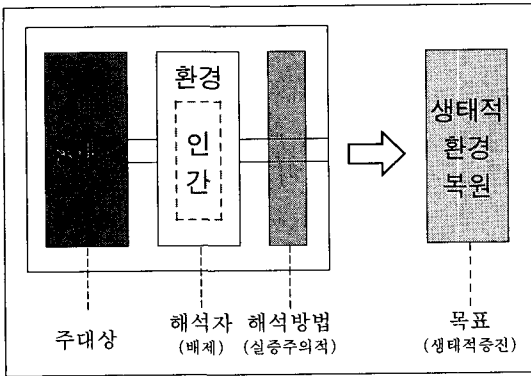 환경
인
간
생태적
환경
복원
주대상
해석자
(배제)
해석방법
(실증주의적)
목표
(생태적증진)